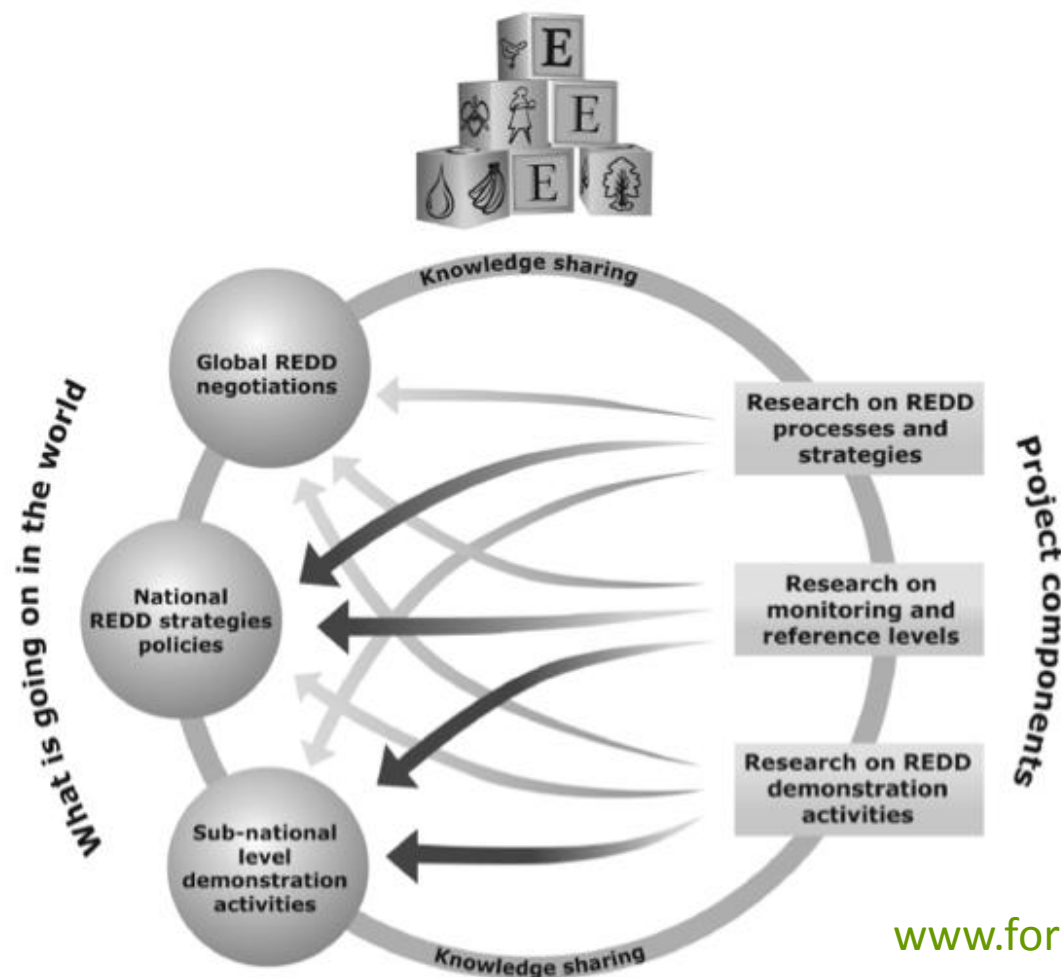 E
E
E
Knowledge sharing
Global REDD
negotiations
Research on REDD
processes and
strategies
What is going on in the world
Project components
National
REDD strategies
policies
Research on
monitoring and
reference levels
Research on REDD
demonstration
activities
Sub-national
level
demonstration
activities
Knowledge sharing
www.for